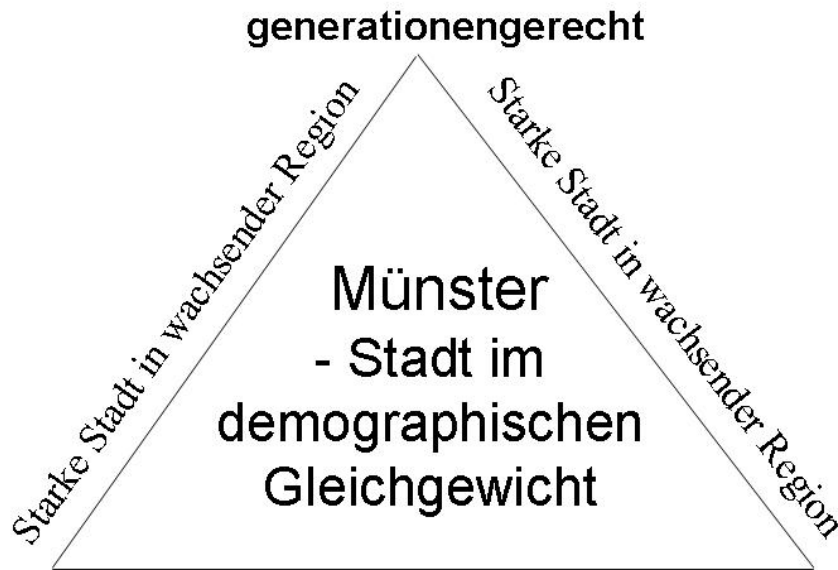 generationengerecht
Starke Stadt in wachsender Region
Starke Stadt in wachsender Region
Münster
- Stadt im
demographischen
Gleichgewicht